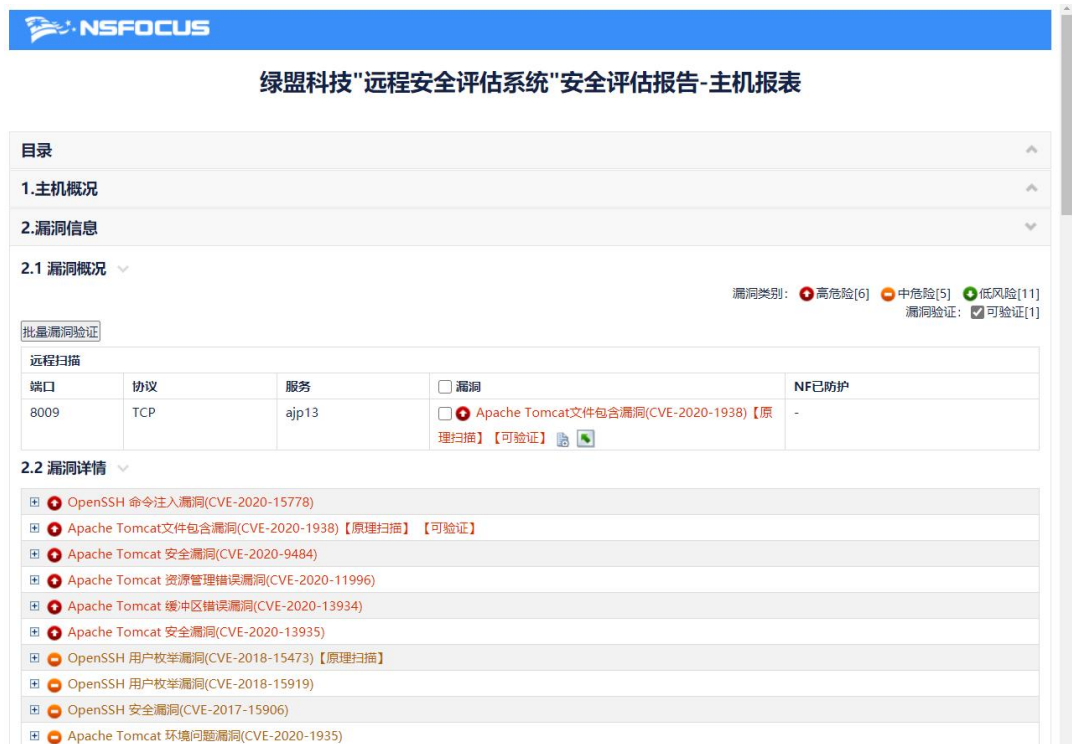 NSFOCUS
绿盟科技"远程安全评估系统"安全评估报告-主机报表
目录
1.主机概况
2.漏洞信息
2.1 漏洞概况
漏洞类别： 高危险[6] 中危险[5] 低风险[11]
漏洞验证： 可验证[1]
批量漏洞验证
远程扫描
端口 协议 服务 漏洞 NF已防护
8009 TCP ajp13 Apache Tomcat文件包含漏洞(CVE-2020-1938)【原 -
理扫描】【可验证】
2.2 漏洞详情
OpenSSH 命令注入漏洞(CVE-2020-15778)
Apache Tomcat文件包含漏洞(CVE-2020-1938)【原理扫描】 【可验证】
Apache Tomcat 安全漏洞(CVE-2020-9484)
Apache Tomcat 资源管理错误漏洞(CVE-2020-11996)
Apache Tomcat 缓冲区错误漏洞(CVE-2020-13934)
Apache Tomcat 安全漏洞(CVE-2020-13935)
OpenSSH 用户枚举漏洞(CVE-2018-15473)【原理扫描】
OpenSSH 用户枚举漏洞(CVE-2018-15919)
OpenSSH 安全漏洞(CVE-2017-15906)
Apache Tomcat 环境问题漏洞(CVE-2020-1935)